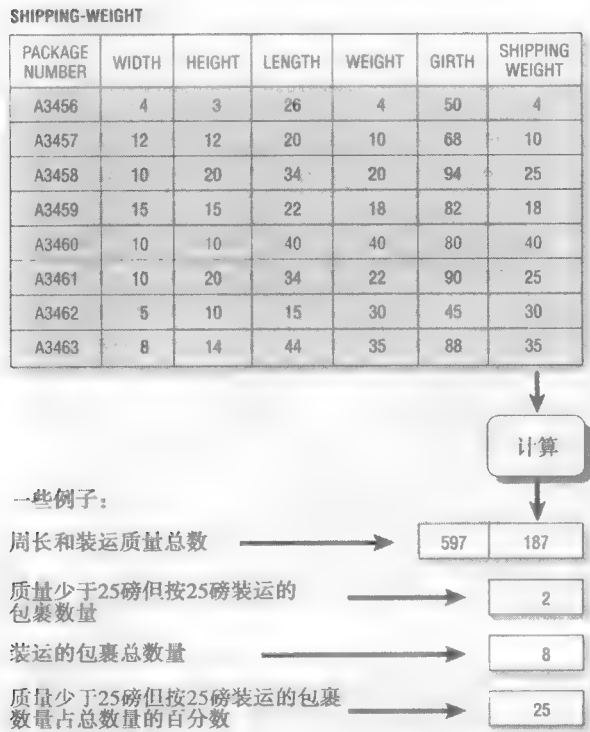 SHIPPING-WEIGHT
PACKAGE NUMBER WIDTH HEIGHT LENGTH WEIGHT GIRTH SHIPPING WEIGHT
A3456 4 3 26 4 50 4
A3457 12 12 20 10 68 10
A3458 10 20 34 20 94 25
A3459 15 15 22 18 82 18
A3460 10 10 40 40 80 40
A3461 10 20 34 22 90 25
A3462 5 10 15 30 45 30
A3463 8 14 44 35 88 35
计算
一些例子：
周长和装运质量总数 597 187
质量少于25磅但按25磅装运的
包裹数量 2
装运的包裹总数量 8
质量少于25磅但按25磅装运的包裹
数量占总数量的百分数 25